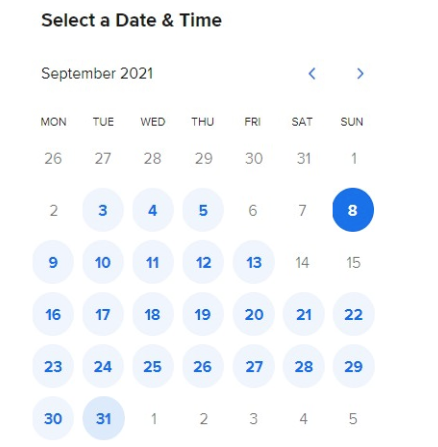 Select a Date & Time
September 2021
MON TUE WED THU FRI SAT SUN
26 27 28 29 30 31 1
2 3 4 5 6 7 8
9 10 11 12 13 14 15
16 17 18 19 20 21 22
23 24 25 26 27 28 29
30 31 1 2 3 4 5